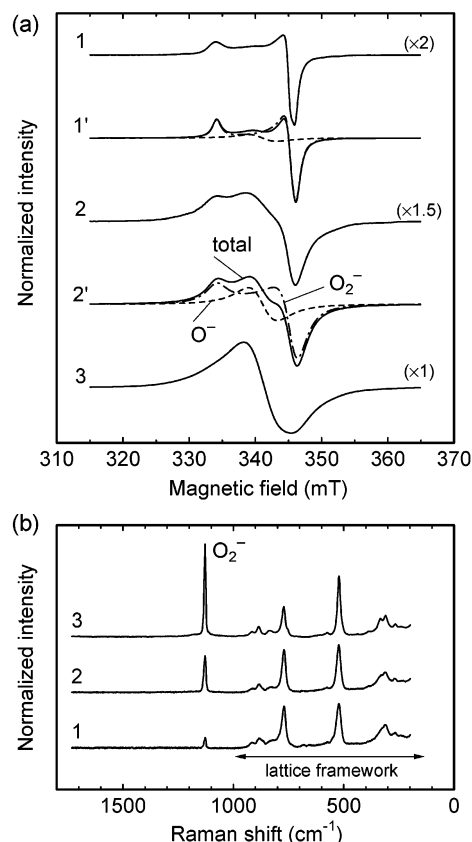 (a)
1
(×2)
1'
2
(×1.5)
total
O₂⁻
2'
O⁻
3
(×1)
Normalized intensity
310 320 330 340 350 360 370
Magnetic field (mT)
(b)
O₂⁻
3
2
1
lattice framework
Normalized intensity
1500 1000 500 0
Raman shift (cm⁻¹)